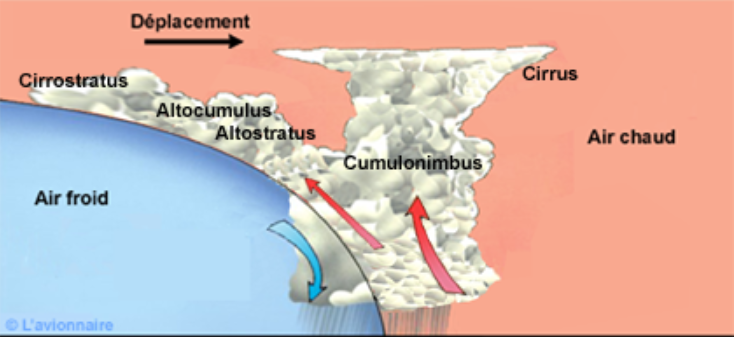 Déplacement
Cirrostratus
Cirrus
Altocumulus
Altostratus
Air chaud
Cumulonimbus
Air froid
© L'avionnaire